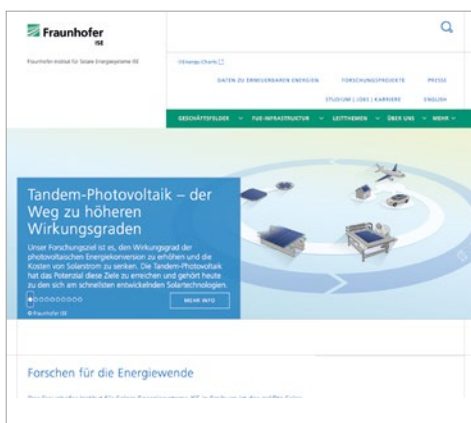 Fraunhofer
ISE
Fraunhofer-Institut für Solare Energiesysteme ISE
Energy-Charts
DATEN ZU ERNEUERBAREN ENERGIEN FORSCHUNGSPROJEKTE PRESSE
STUDIUM | JOBS | KARRIERE ENGLISH
GESCHÄFTSFELDER FUE-INFRASTRUKTUR LEITTHEMEN ÜBER UNS MEHR
Tandem-Photovoltaik – der
Weg zu höheren
Wirkungsgraden
Unser Forschungsziel ist es, den Wirkungsgrad der
photovoltaischen Energiekonversion zu erhöhen und die
Kosten von Solarstrom zu senken. Die Tandem-Photovoltaik
hat das Potenzial diese Ziele zu erreichen und gehört heute
zu den sich am schnellsten entwickelnden Solartechnologien.
MEHR INFO
© Fraunhofer ISE
Forschen für die Energiewende